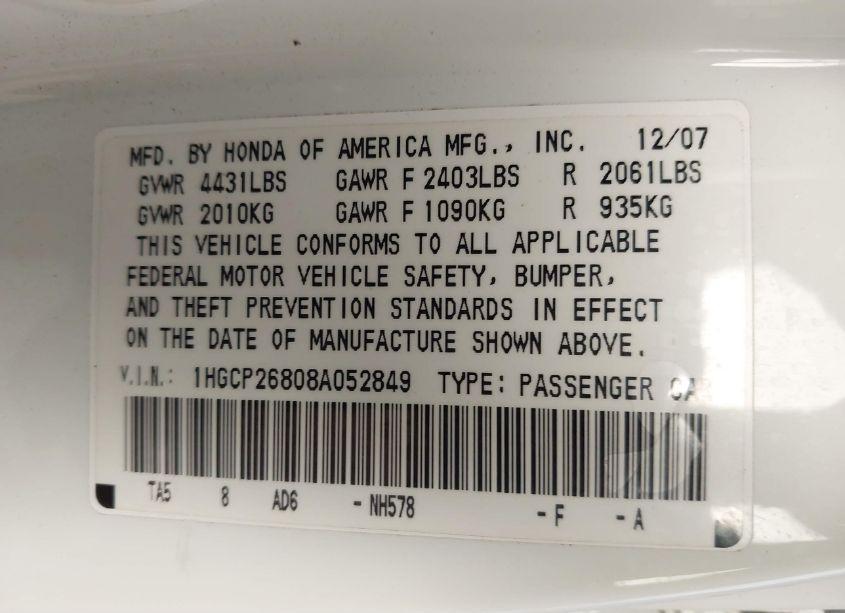 MFD. BY HONDA OF AMERICA MFG., INC. 12/07
GVWR 4431LBS GAWR F 2403LBS R 2061LBS
GVWR 2010KG GAWR F 1090KG R 935KG
THIS VEHICLE CONFORMS TO ALL APPLICABLE
FEDERAL MOTOR VEHICLE SAFETY, BUMPER,
AND THEFT PREVENTION STANDARDS IN EFFECT
ON THE DATE OF MANUFACTURE SHOWN ABOVE.
V.I.N.: 1HGCP26808A052849 TYPE: PASSENGER CAR
TA5 8 AD6 - NH578 - F - A